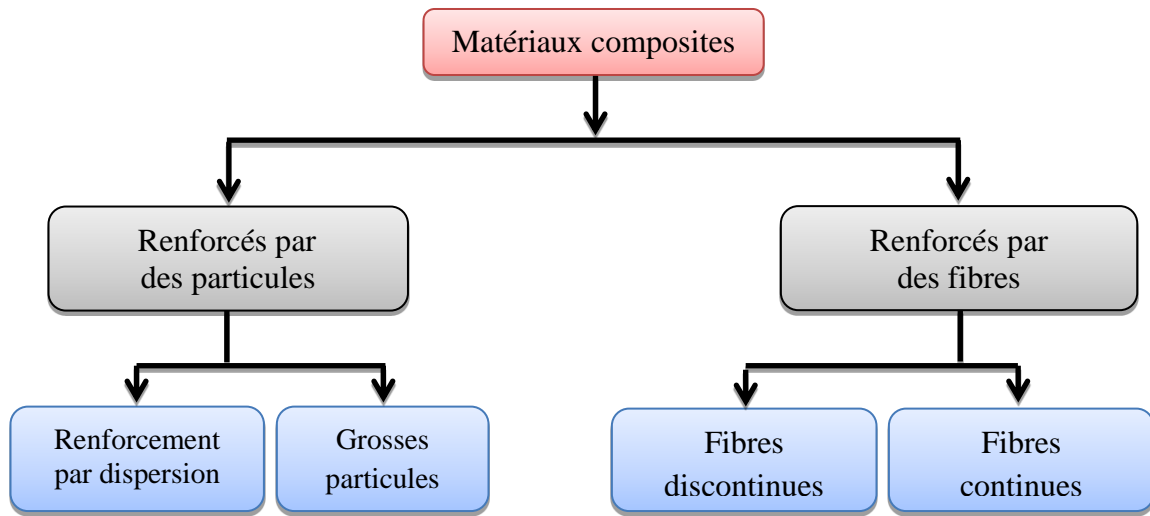 Matériaux composites
Renforcés par
des particules
Renforcés par
des fibres
Renforcement
par dispersion
Grosses
particules
Fibres
discontinues
Fibres
continues